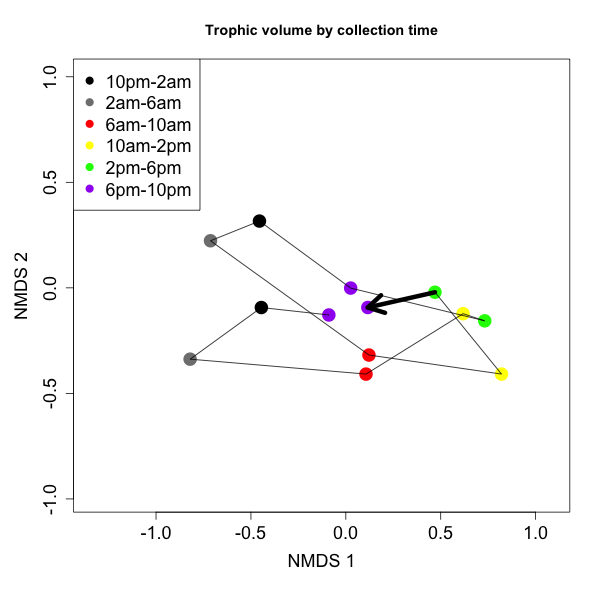 Trophic volume by collection time
10pm-2am
2am-6am
6am-10am
10am-2pm
2pm-6pm
6pm-10pm
1.0
0.5
0.0
-0.5
-1.0
NMDS 2
-1.0 -0.5 0.0 0.5 1.0
NMDS 1